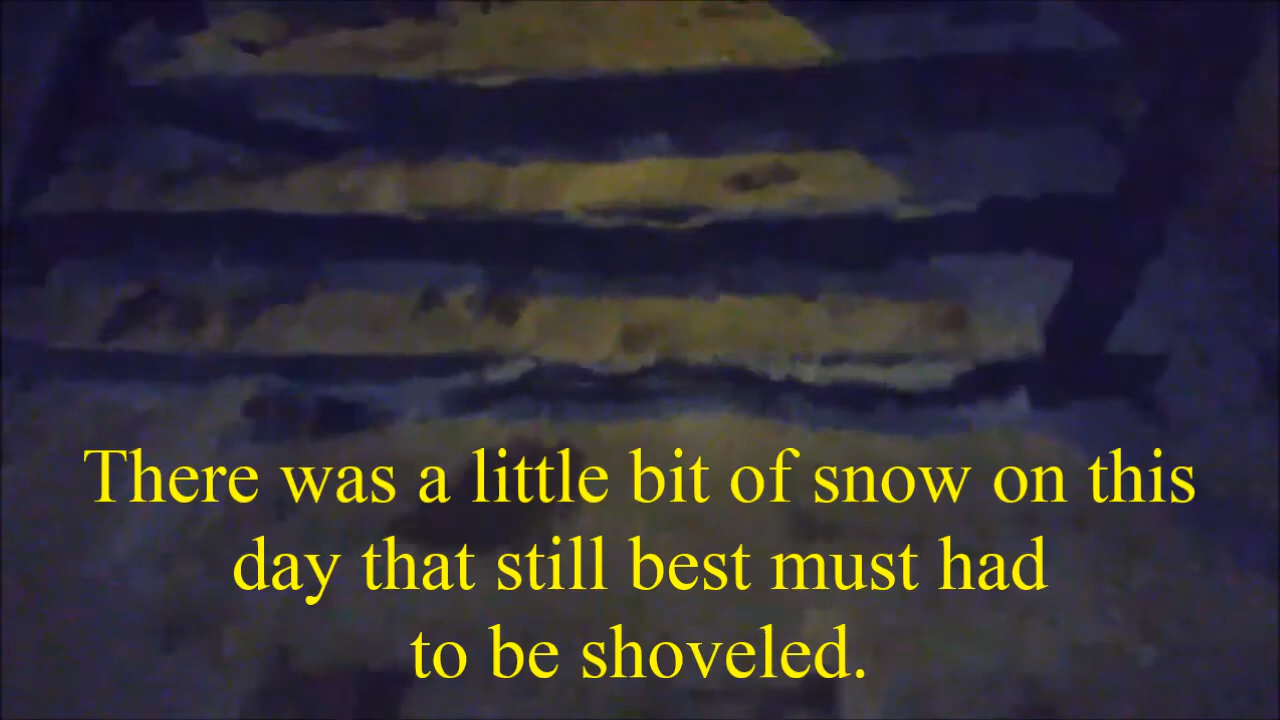 There was a little bit of snow on this
day that still best must had
to be shoveled.